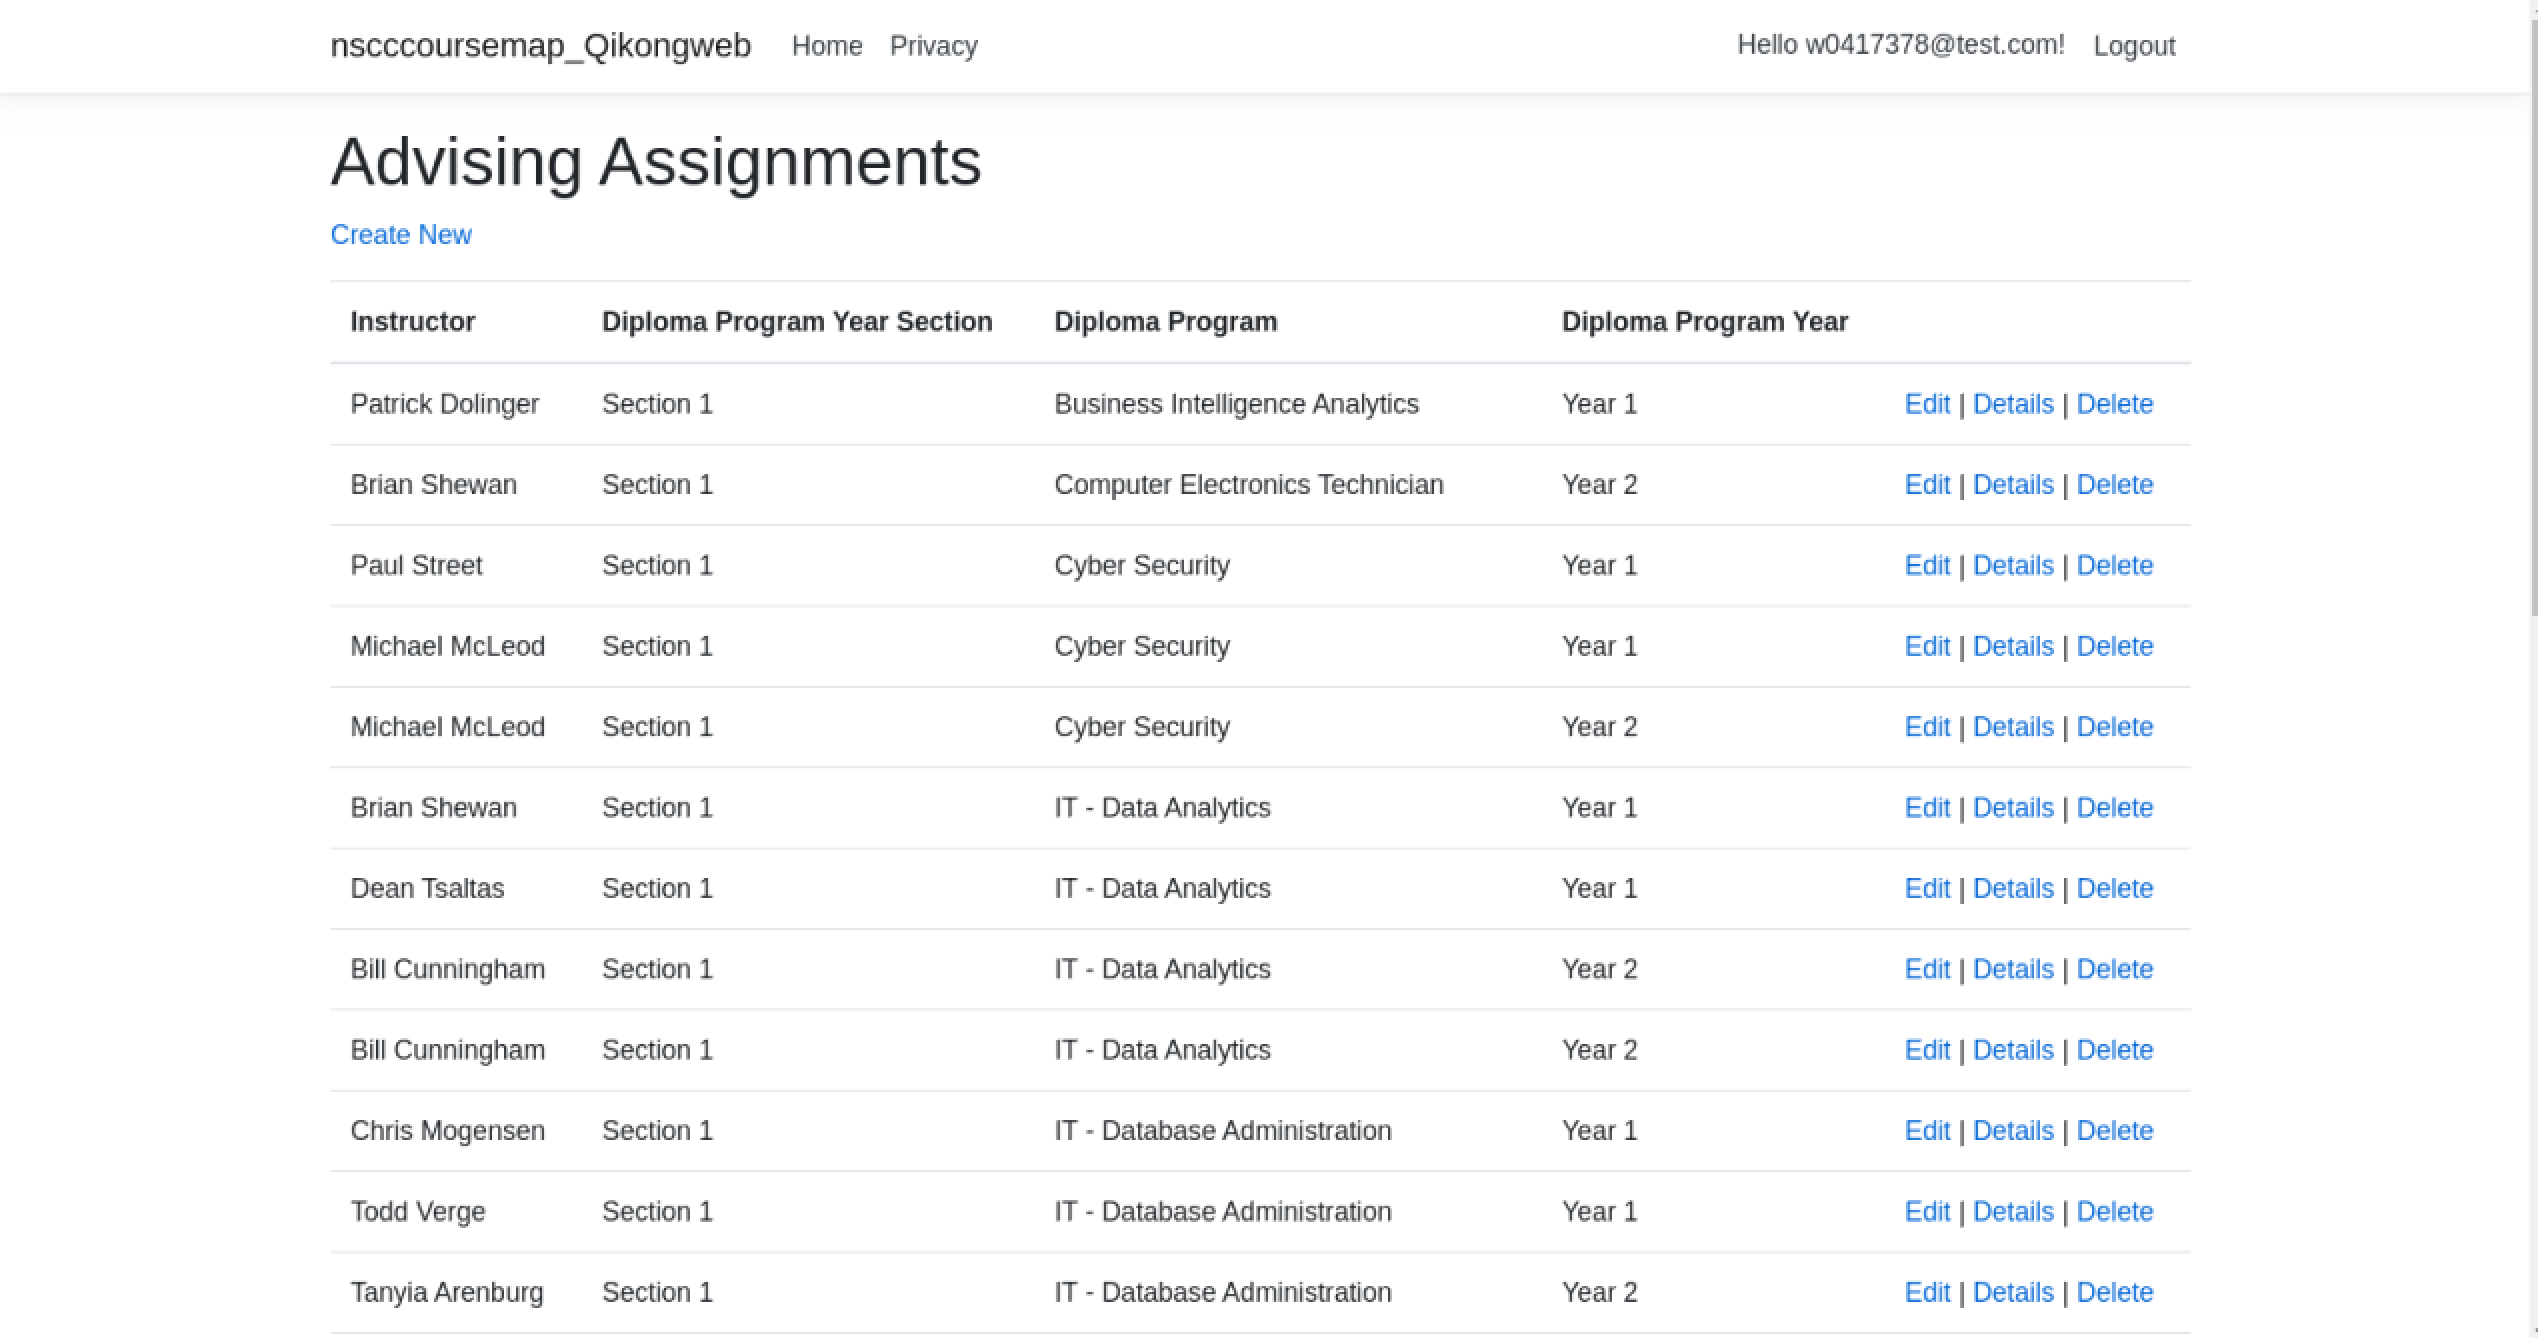 nscccoursemap_Qikongweb Home Privacy Hello w0417378@test.com! Logout
Advising Assignments
Create New
Instructor Diploma Program Year Section Diploma Program Diploma Program Year
Patrick Dolinger Section 1 Business Intelligence Analytics Year 1 Edit | Details | Delete
Brian Shewan Section 1 Computer Electronics Technician Year 2 Edit | Details | Delete
Paul Street Section 1 Cyber Security Year 1 Edit | Details | Delete
Michael McLeod Section 1 Cyber Security Year 1 Edit | Details | Delete
Michael McLeod Section 1 Cyber Security Year 2 Edit | Details | Delete
Brian Shewan Section 1 IT - Data Analytics Year 1 Edit | Details | Delete
Dean Tsaltas Section 1 IT - Data Analytics Year 1 Edit | Details | Delete
Bill Cunningham Section 1 IT - Data Analytics Year 2 Edit | Details | Delete
Bill Cunningham Section 1 IT - Data Analytics Year 2 Edit | Details | Delete
Chris Mogensen Section 1 IT - Database Administration Year 1 Edit | Details | Delete
Todd Verge Section 1 IT - Database Administration Year 1 Edit | Details | Delete
Tanyia Arenburg Section 1 IT - Database Administration Year 2 Edit | Details | Delete